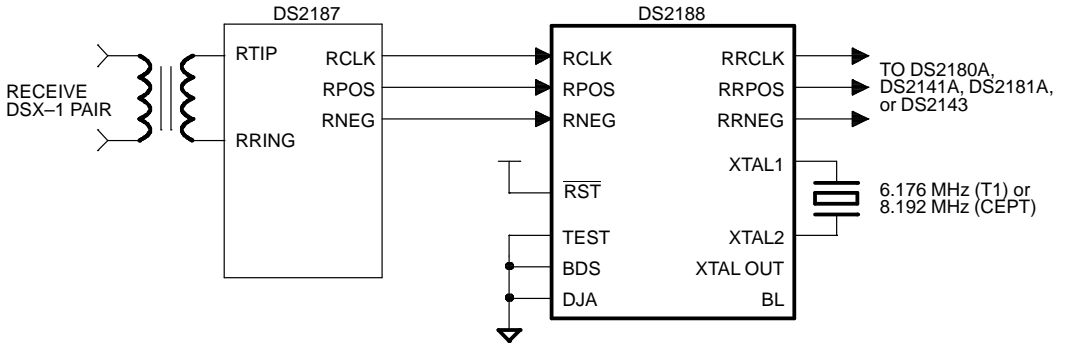 DS2187
DS2188
RECEIVE
DSX–1 PAIR
RTIP
RRING
RCLK
RPOS
RNEG
RCLK
RPOS
RNEG
RST
TEST
BDS
DJA
RRCLK
RRPOS
RRNEG
XTAL1
XTAL2
XTAL OUT
BL
TO DS2180A,
DS2141A, DS2181A,
or DS2143
6.176 MHz (T1) or
8.192 MHz (CEPT)